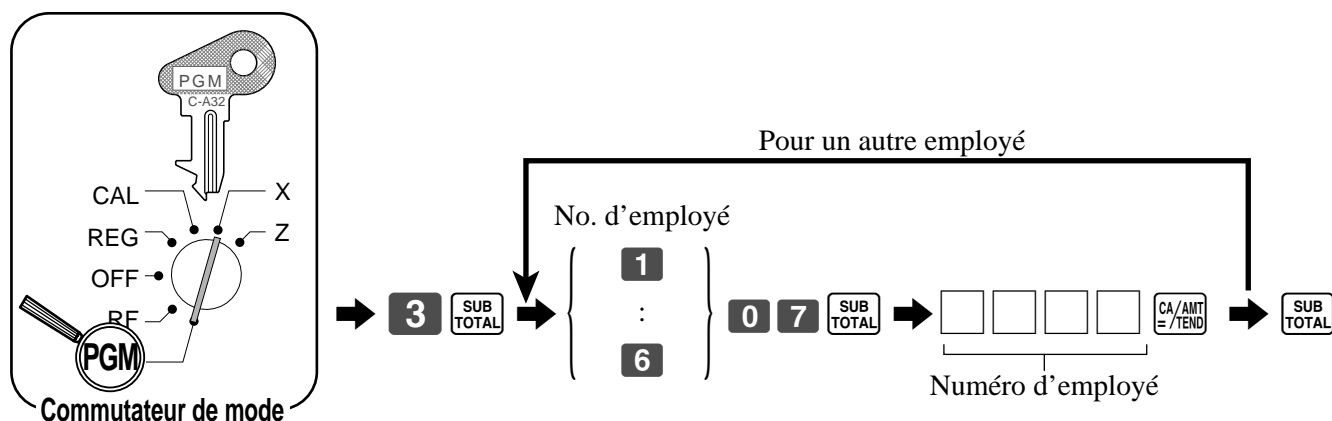 PGM
C-A32
CAL
X
REG
Z
OFF
RF
PGM
Commutateur de mode
Pour un autre employé
No. d’employé
3 SUB TOTAL
1
:
6
0 7 SUB TOTAL
CA/AMT
= /TEND
SUB TOTAL
Numéro d’employé